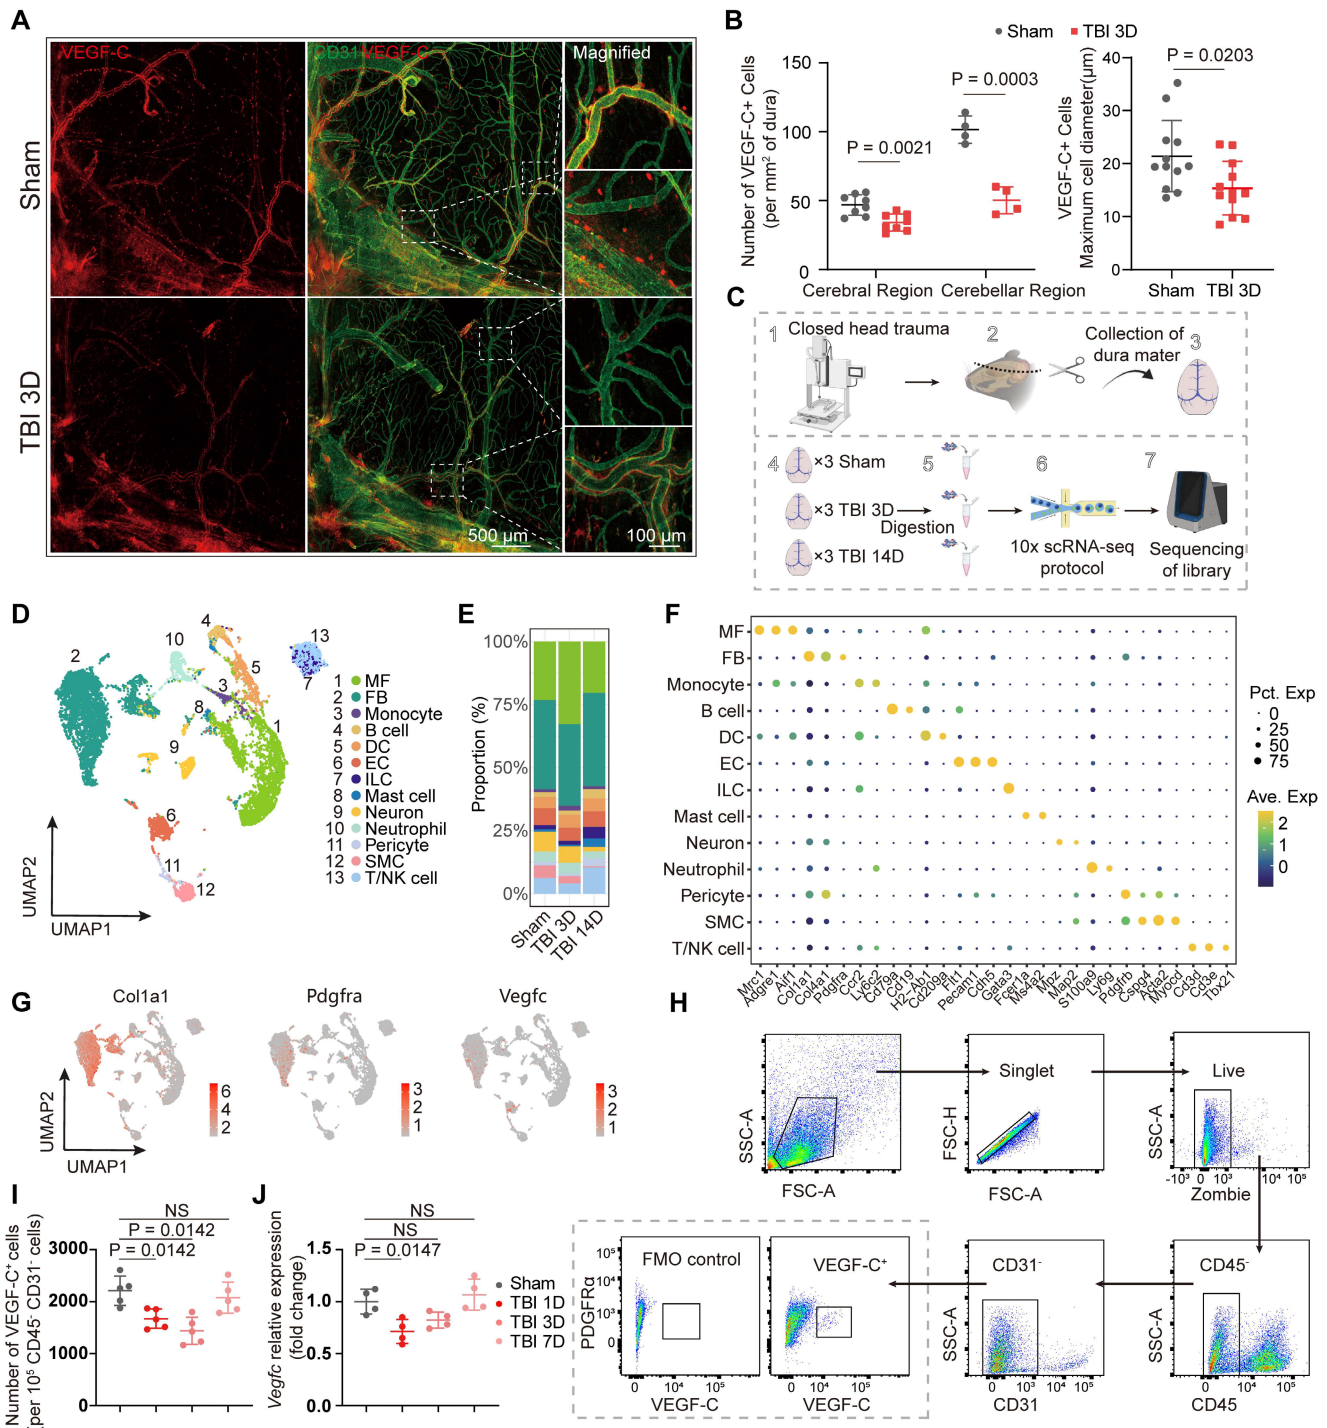 A
VEGF-C
CD31 VEGF-C
Magnified
Sham
TBI 3D
500 µm
100 µm
B
Sham
TBI 3D
Number of VEGF-C+ Cells
(per mm² of dura)
150
100
50
0
P = 0.0021
P = 0.0003
Cerebral Region
Cerebellar Region
VEGF-C+ Cells
Maximum cell diameter(µm)
40
30
20
10
0
P = 0.0203
Sham
TBI 3D
C
1
Closed head trauma
2
Collection of
dura mater
3
4
×3 Sham
×3 TBI 3D
×3 TBI 14D
5
Digestion
6
10x scRNA-seq
protocol
7
Sequencing
of library
D
2
10
4
13
5
7
3
8
1
9
6
11
12
UMAP2
UMAP1
1 MF
2 FB
3 Monocyte
4 B cell
5 DC
6 EC
7 ILC
8 Mast cell
9 Neuron
10 Neutrophil
11 Pericyte
12 SMC
13 T/NK cell
E
Proportion (%)
100%
75%
50%
25%
0%
Sham
TBI 3D
TBI 14D
F
MF
FB
Monocyte
B cell
DC
EC
ILC
Mast cell
Neuron
Neutrophil
Pericyte
SMC
T/NK cell
Mrc1
Adgre1
Aif1
Col1a1
Col4a1
Pdgfra
Ccr2
Ly6c2
Cd79a
Cd19
H2-Ab1
Cd209a
Flt1
Pecam1
Cdh5
Gata3
Fcer1a
Ms4a2
Mpz
Map2
S100a9
Ly6g
Pdgfrb
Cspg4
Acta2
Myocd
Cd3d
Cd3e
Tbx21
Pct. Exp
0
25
50
75
Ave. Exp
2
1
0
G
Col1a1
6
4
2
Pdgfra
3
2
1
Vegfc
3
2
1
UMAP2
UMAP1
H
SSC-A
FSC-A
Singlet
FSC-H
FSC-A
Live
SSC-A
-10³ 0 10³ 10⁴ 10⁵
Zombie
CD45⁻
SSC-A
0 10³ 10⁴ 10⁵
CD45
CD31⁻
SSC-A
0 10³ 10⁴ 10⁵
CD31
FMO control
VEGF-C⁺
PDGFRα
10⁵
10⁴
10³
0
0 10⁴ 10⁵
VEGF-C
0 10⁴ 10⁵
VEGF-C
I
Number of VEGF-C⁺ cells
(per 10⁵ CD45⁻ CD31⁻ cells)
3000
2000
1000
0
NS
P = 0.0142
P = 0.0142
J
Vegfc relative expression
(fold change)
1.5
1.0
0.5
0.0
NS
NS
P = 0.0147
Sham
TBI 1D
TBI 3D
TBI 7D